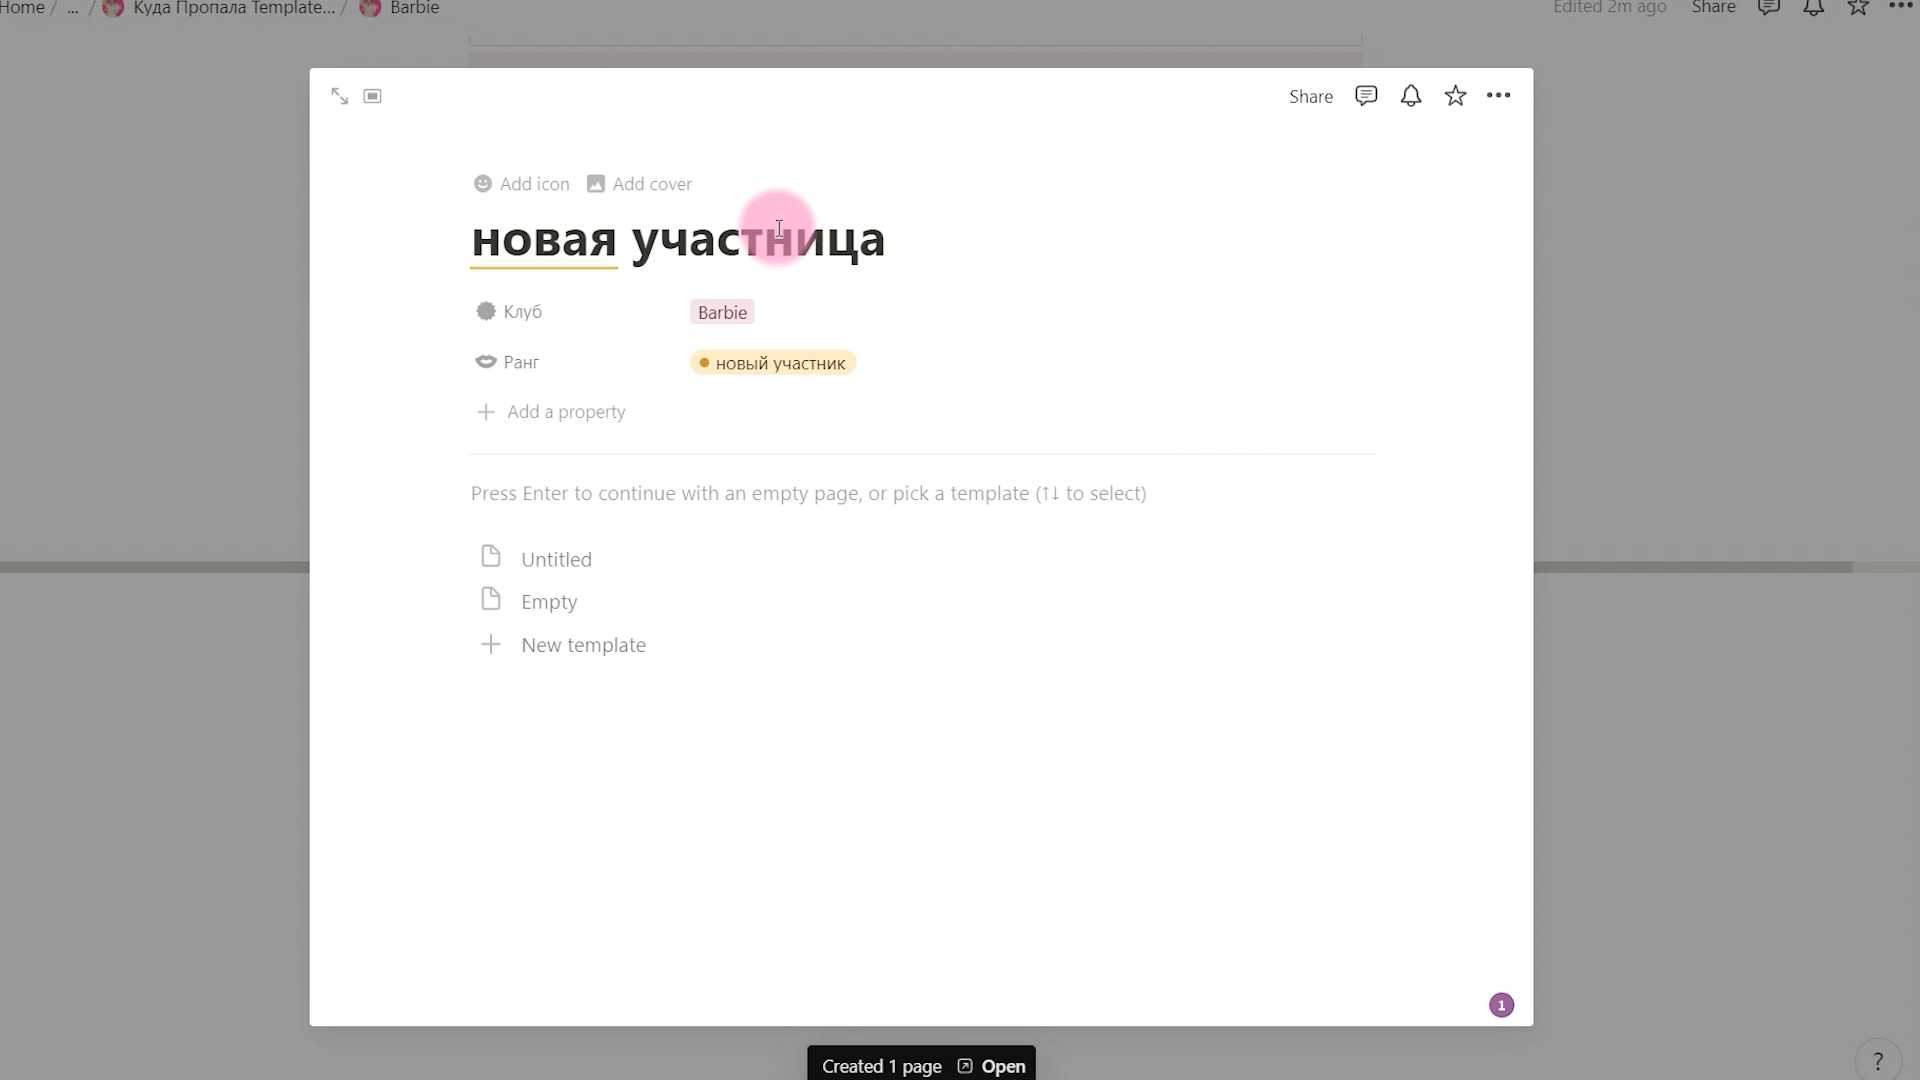 Home / ... / Куда Пропала Template... / Barbie
Edited 2m ago Share
Share
Add icon Add cover
новая участница
Клуб Barbie
Ранг новый участник
Add a property
Press Enter to continue with an empty page, or pick a template (↑↓ to select)
Untitled
Empty
New template
1
Created 1 page Open
?